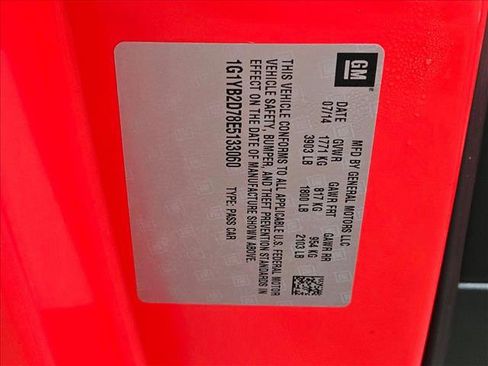 GM
MFD BY GENERAL MOTORS LLC
DATE GVWR GAWR FRT GAWR RR
07/14 1771 KG 817 KG 954 KG
3903 LB 1800 LB 2103 LB
THIS VEHICLE CONFORMS TO ALL APPLICABLE U.S. FEDERAL MOTOR
VEHICLE SAFETY, BUMPER, AND THEFT PREVENTION STANDARDS IN
EFFECT ON THE DATE OF MANUFACTURE SHOWN ABOVE.
1G1YB2D78E5133060 TYPE: PASS CAR